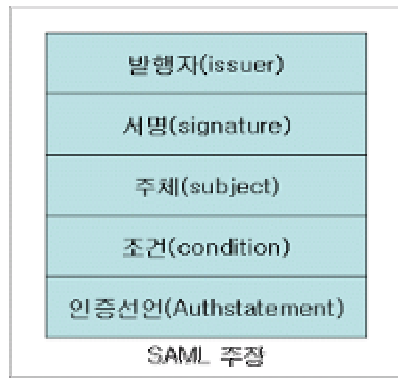 발행자(issuer)
서명(signature)
주체(subject)
조건(condition)
인증선언(Authstatement)
SAML 주장